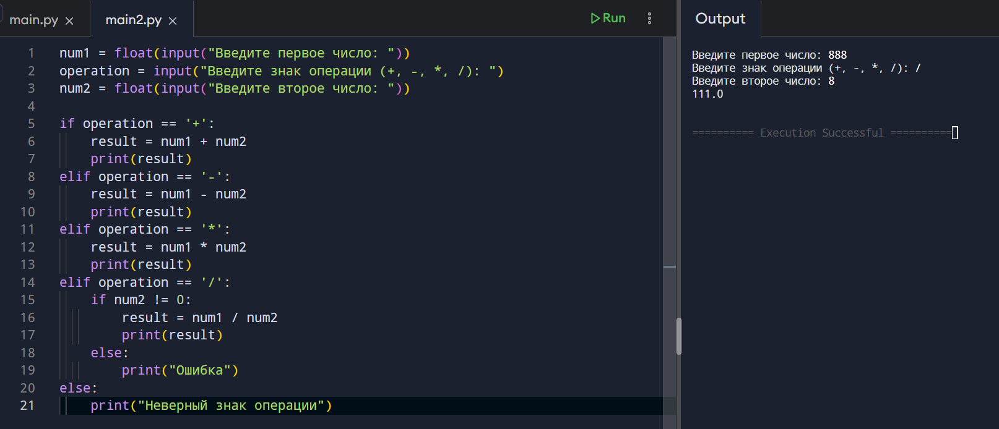 main.py ×
main2.py ×
Run
1 num1 = float(input("Введите первое число: "))
2 operation = input("Введите знак операции (+, -, *, /): ")
3 num2 = float(input("Введите второе число: "))
4
5 if operation == '+':
6     result = num1 + num2
7     print(result)
8 elif operation == '-':
9     result = num1 - num2
10     print(result)
11 elif operation == '*':
12     result = num1 * num2
13     print(result)
14 elif operation == '/':
15     if num2 != 0:
16         result = num1 / num2
17         print(result)
18     else:
19         print("Ошибка")
20 else:
21     print("Неверный знак операции")
Output
Введите первое число: 888
Введите знак операции (+, -, *, /): /
Введите второе число: 8
111.0
========== Execution Successful ==========